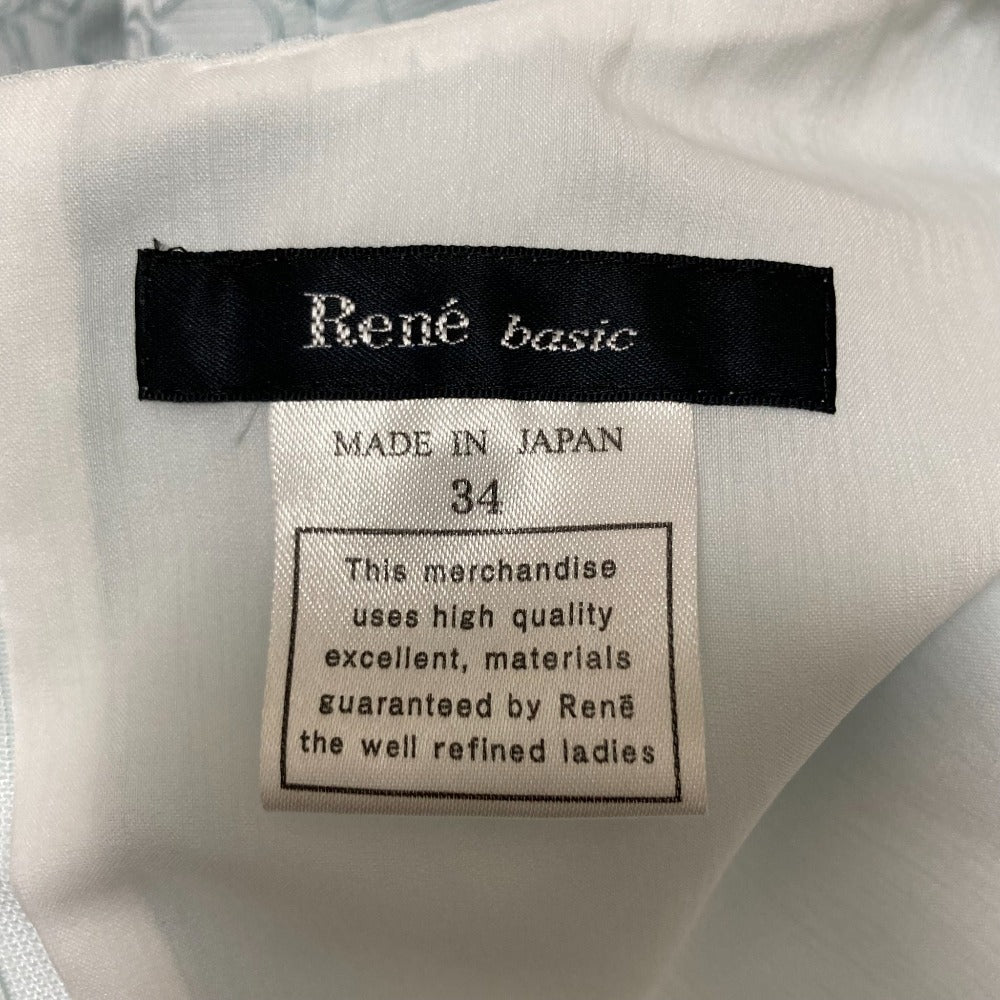 René basic
MADE IN JAPAN
34
This merchandise
uses high quality
excellent, materials
guaranteed by Renë
the well refined ladies